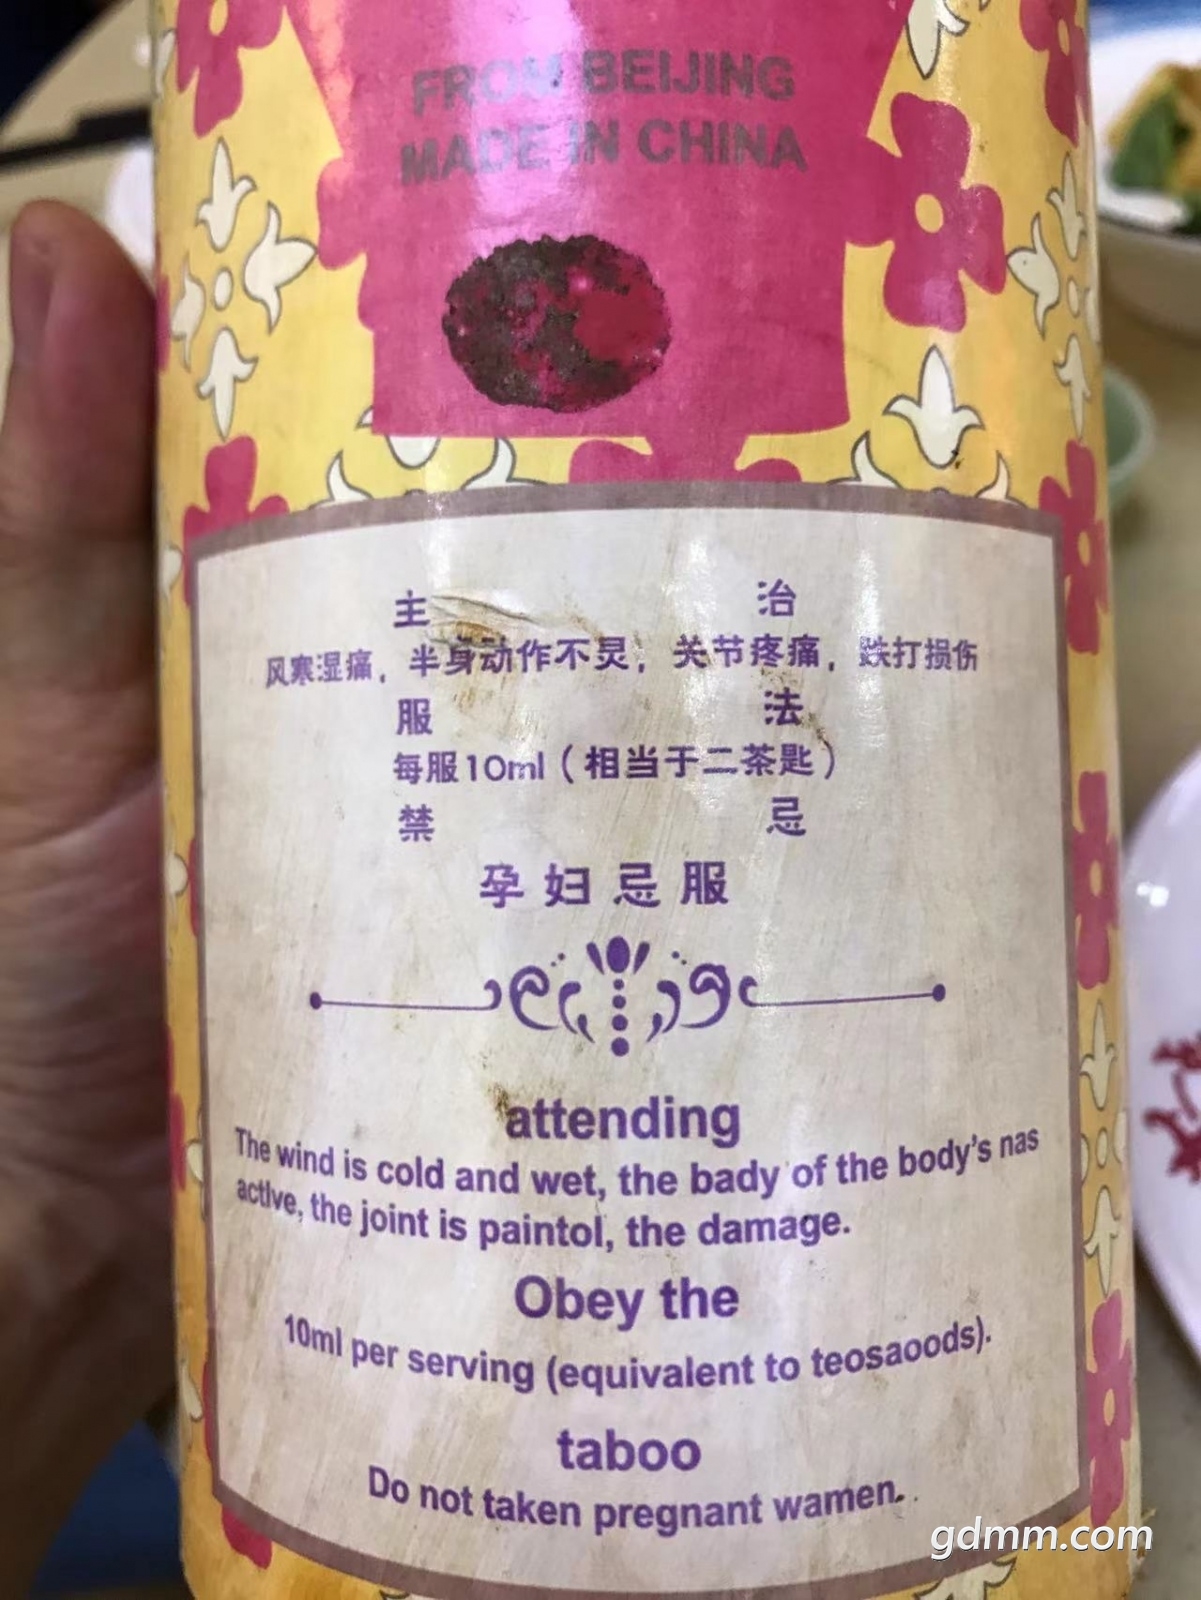 FROM BEIJING
MADE IN CHINA
主 治
风寒湿痛，半身动作不灵，关节疼痛，跌打损伤
服 法
每服10ml（相当于二茶匙）
禁 忌
孕妇忌服
attending
The wind is cold and wet, the bady of the body's nas
actlve, the joint is paintol, the damage.
Obey the
10ml per serving (equivalent to teosaoods).
taboo
Do not taken pregnant wamen.
gdmm.com